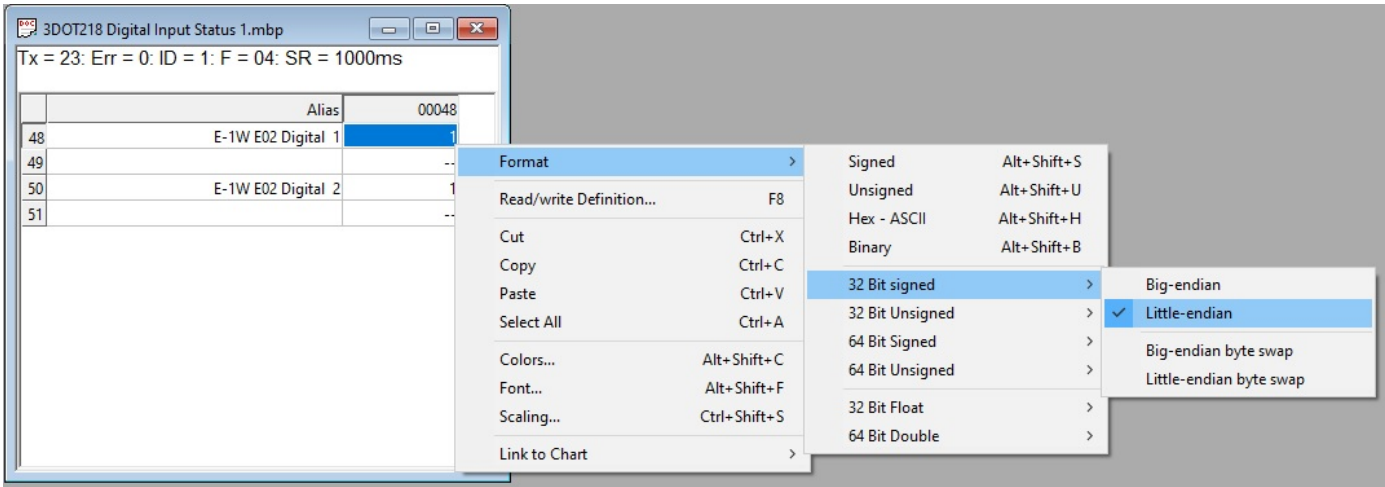 3DOT218 Digital Input Status 1.mbp
Tx = 23: Err = 0: ID = 1: F = 04: SR = 1000ms
Alias 00048
48 E-1W E02 Digital 1 1
49 --
50 E-1W E02 Digital 2 1
51 --
Format
Read/write Definition... F8
Cut Ctrl+X
Copy Ctrl+C
Paste Ctrl+V
Select All Ctrl+A
Colors... Alt+Shift+C
Font... Alt+Shift+F
Scaling... Ctrl+Shift+S
Link to Chart
Signed Alt+Shift+S
Unsigned Alt+Shift+U
Hex - ASCII Alt+Shift+H
Binary Alt+Shift+B
32 Bit signed
32 Bit Unsigned
64 Bit Signed
64 Bit Unsigned
32 Bit Float
64 Bit Double
Big-endian
Little-endian
Big-endian byte swap
Little-endian byte swap